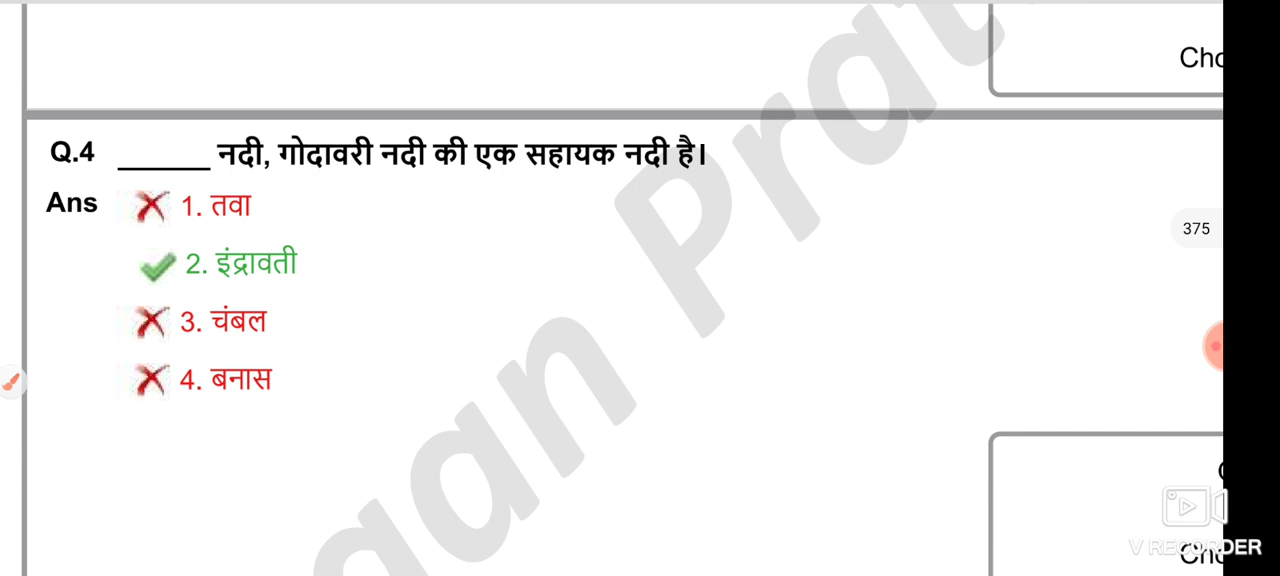 Cho
Q.4 ______ नदी, गोदावरी नदी की एक सहायक नदी है।
Ans 1. तवा
375
2. इंद्रावती
3. चंबल
4. बनास
V RECORDER